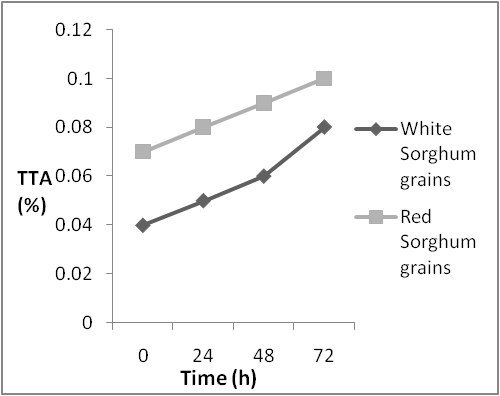 0.12
0.1
0.08
0.06
0.04
0.02
0
TTA
(%)
0 24 48 72
Time (h)
White
Sorghum
grains
Red
Sorghum
grains